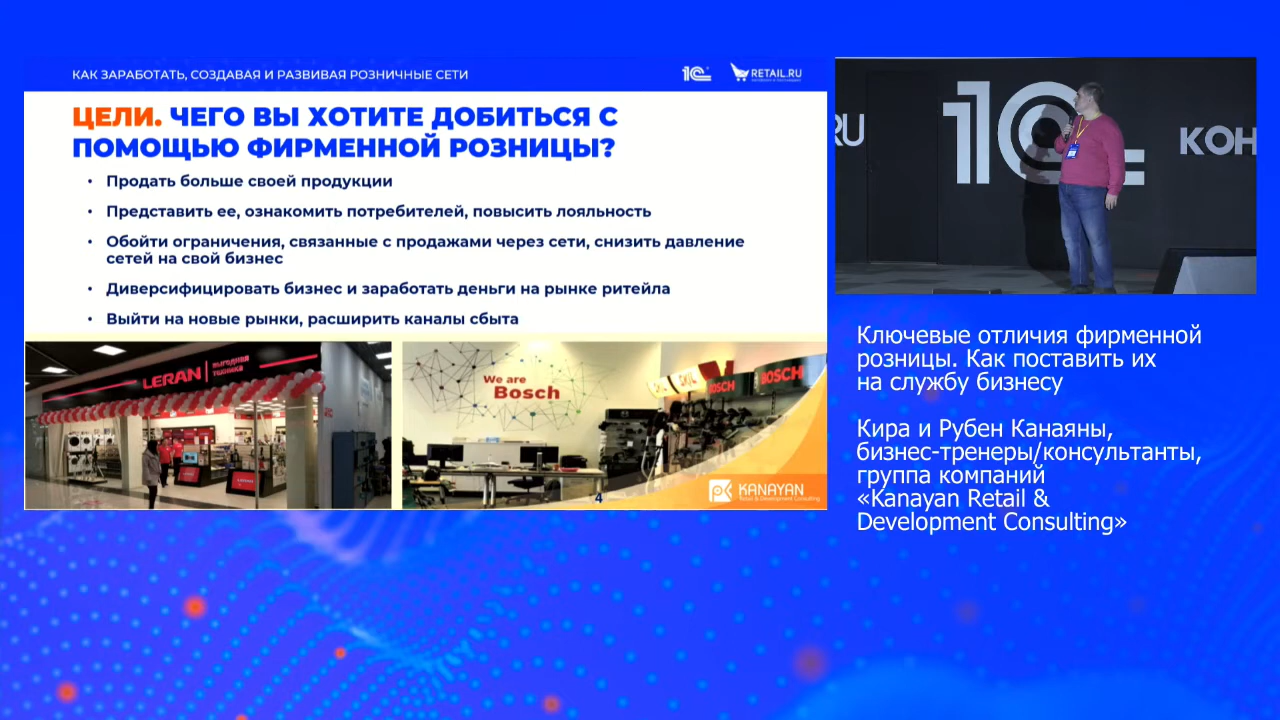 КАК ЗАРАБОТАТЬ, СОЗДАВАЯ И РАЗВИВАЯ РОЗНИЧНЫЕ СЕТИ
1С
RETAIL.RU
ЦЕЛИ. ЧЕГО ВЫ ХОТИТЕ ДОБИТЬСЯ С
ПОМОЩЬЮ ФИРМЕННОЙ РОЗНИЦЫ?
• Продать больше своей продукции
• Представить ее, ознакомить потребителей, повысить лояльность
• Обойти ограничения, связанные с продажами через сети, снизить давление
сетей на свой бизнес
• Диверсифицировать бизнес и заработать деньги на рынке ритейла
• Выйти на новые рынки, расширить каналы сбыта
LERAN
выгодная
техника
We are
Bosch
SKIL
BOSCH
BOSCH
4
KANAYAN
Retail & Development Consulting
RU
1С
КОН
Ключевые отличия фирменной
розницы. Как поставить их
на службу бизнесу
Кира и Рубен Канаяны,
бизнес-тренеры/консультанты,
группа компаний
«Kanayan Retail &
Development Consulting»